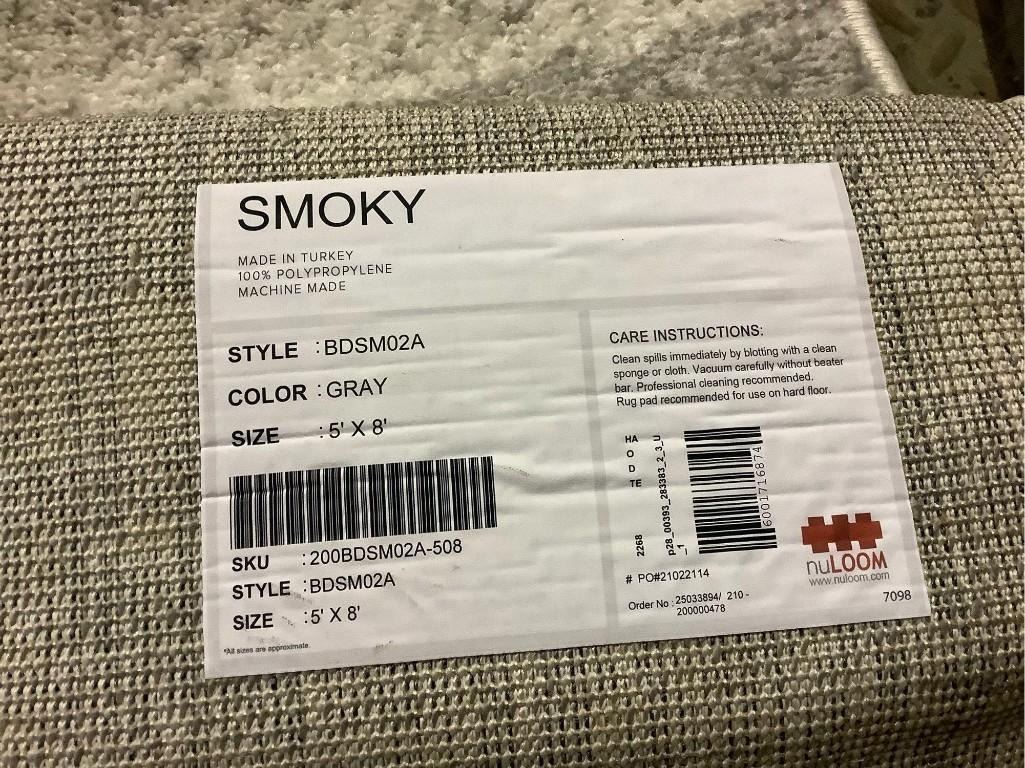 SMOKY
MADE IN TURKEY
100% POLYPROPYLENE
MACHINE MADE
STYLE : BDSM02A
COLOR : GRAY
SIZE : 5' X 8'
SKU : 200BDSM02A-508
STYLE : BDSM02A
SIZE : 5' X 8'
*All sizes are approximate.
CARE INSTRUCTIONS:
Clean spills immediately by blotting with a clean
sponge or cloth. Vacuum carefully without beater
bar. Professional cleaning recommended.
Rug pad recommended for use on hard floor.
HA
O
D
TE
2268
p28_00393_283383_2_3_U
_1
6001716874
# PO#21022114
Order No : 25033894/ 210 -
200000478
nuLOOM
www.nuloom.com
7098